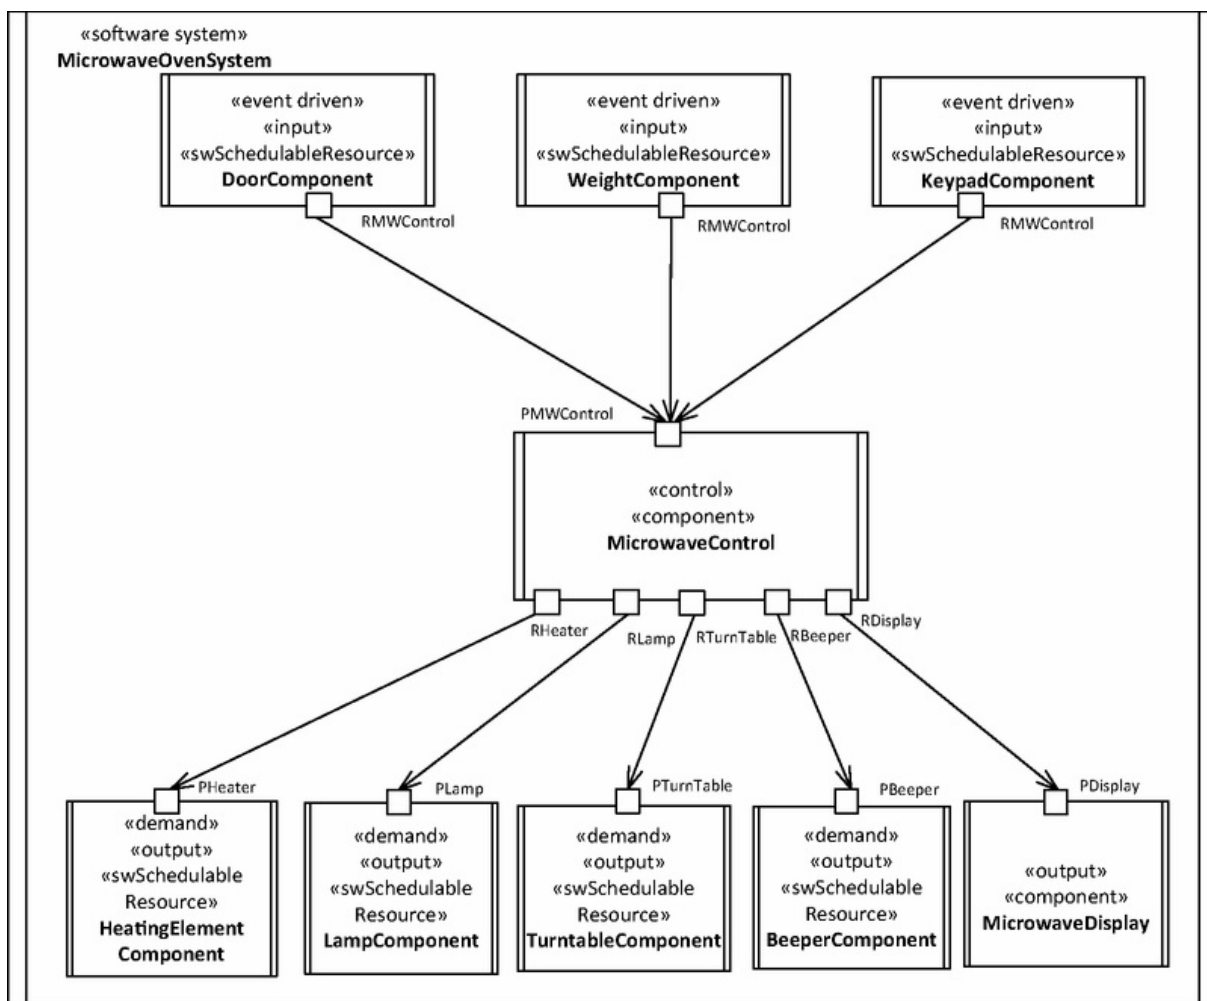 «software system»
MicrowaveOvenSystem
«event driven»
«input»
«swSchedulableResource»
DoorComponent
RMWControl
«event driven»
«input»
«swSchedulableResource»
WeightComponent
RMWControl
«event driven»
«input»
«swSchedulableResource»
KeypadComponent
RMWControl
PMWControl
«control»
«component»
MicrowaveControl
RHeater
RLamp
RTurnTable
RBeeper
RDisplay
PHeater
«demand»
«output»
«swSchedulable
Resource»
HeatingElement
Component
PLamp
«demand»
«output»
«swSchedulable
Resource»
LampComponent
PTurnTable
«demand»
«output»
«swSchedulable
Resource»
TurntableComponent
PBeeper
«demand»
«output»
«swSchedulable
Resource»
BeeperComponent
PDisplay
«output»
«component»
MicrowaveDisplay